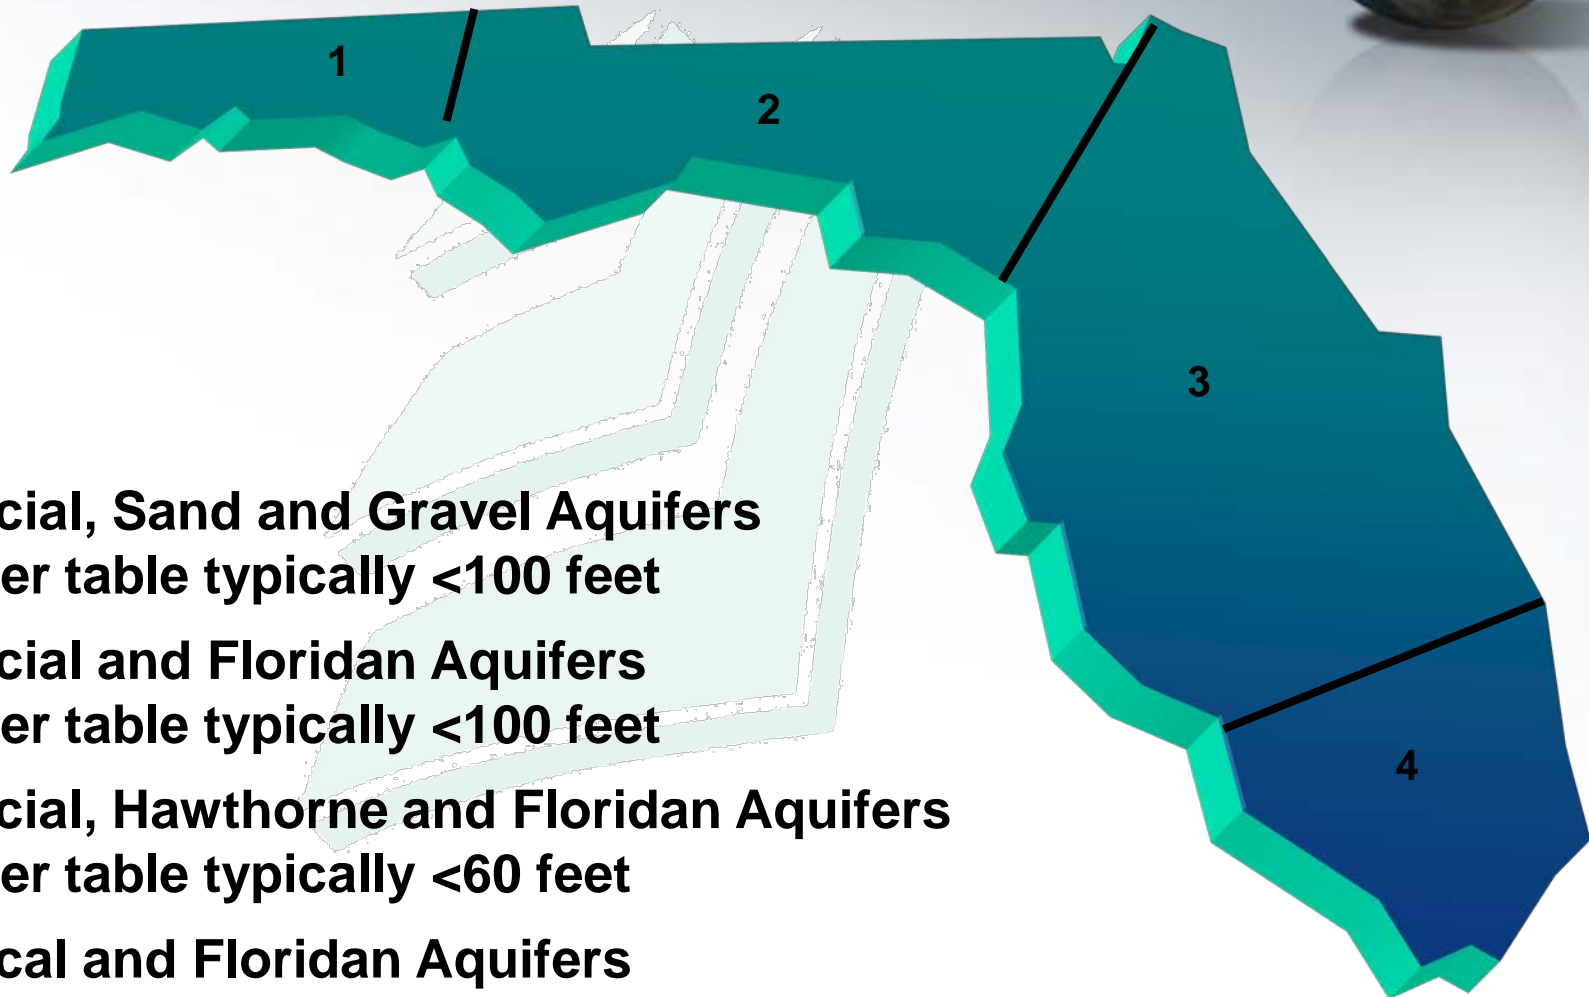 1
2
3
cial, Sand and Gravel Aquifers
er table typically <100 feet
cial and Floridan Aquifers
er table typically <100 feet
4
cial, Hawthorne and Floridan Aquifers
er table typically <60 feet
cal and Floridan Aquifers